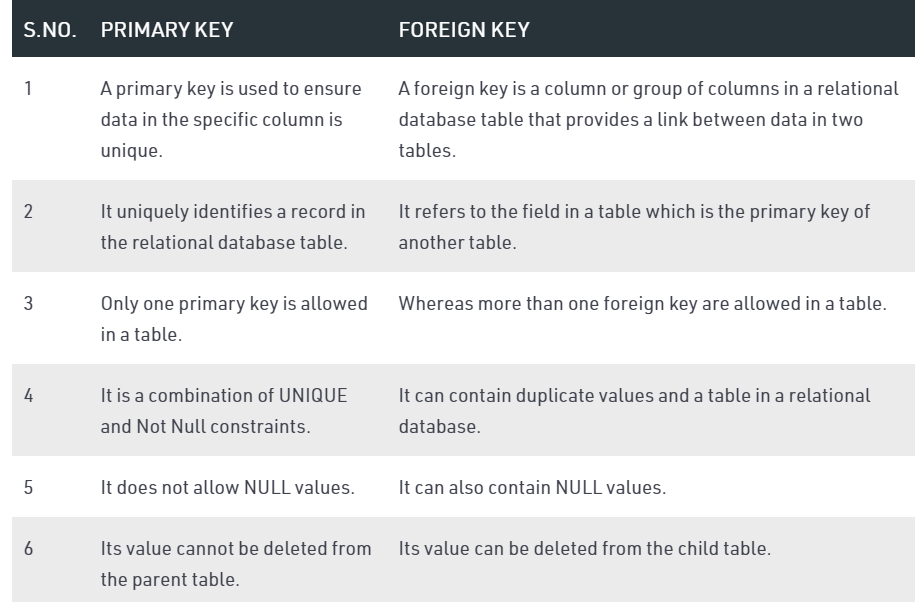 S.NO. PRIMARY KEY FOREIGN KEY
1 A primary key is used to ensure A foreign key is a column or group of columns in a relational
data in the specific column is database table that provides a link between data in two
unique. tables.
2 It uniquely identifies a record in It refers to the field in a table which is the primary key of
the relational database table. another table.
3 Only one primary key is allowed Whereas more than one foreign key are allowed in a table.
in a table.
4 It is a combination of UNIQUE It can contain duplicate values and a table in a relational
and Not Null constraints. database.
5 It does not allow NULL values. It can also contain NULL values.
6 Its value cannot be deleted from Its value can be deleted from the child table.
the parent table.